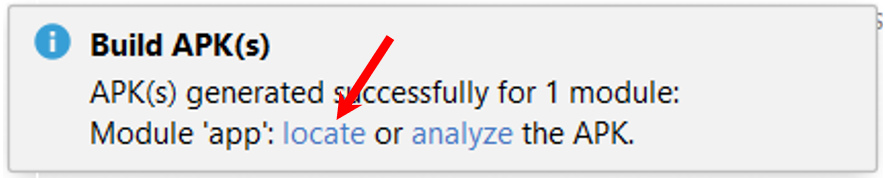 Build APK(s)
APK(s) generated successfully for 1 module:
Module 'app': locate or analyze the APK.